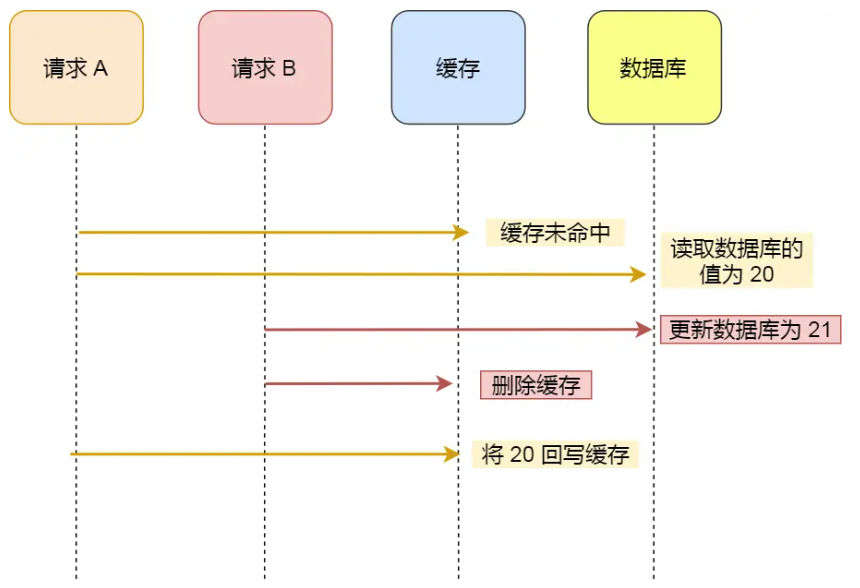 请求 A
请求 B
缓存
数据库
缓存未命中
读取数据库的
值为 20
更新数据库为 21
删除缓存
将 20 回写缓存